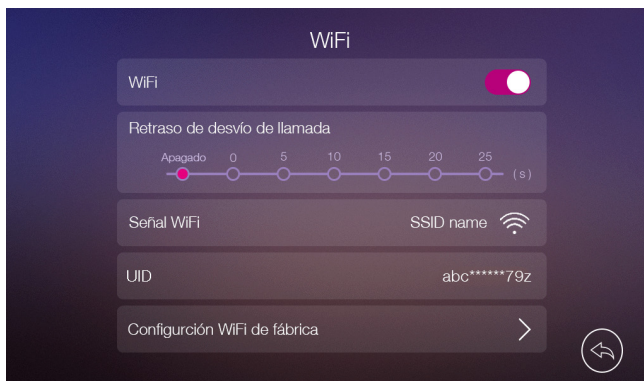 WiFi
WiFi
Retraso de desvío de llamada
Apagado 0 5 10 15 20 25 (s)
Señal WiFi SSID name
UID abc******79z
Configurción WiFi de fábrica